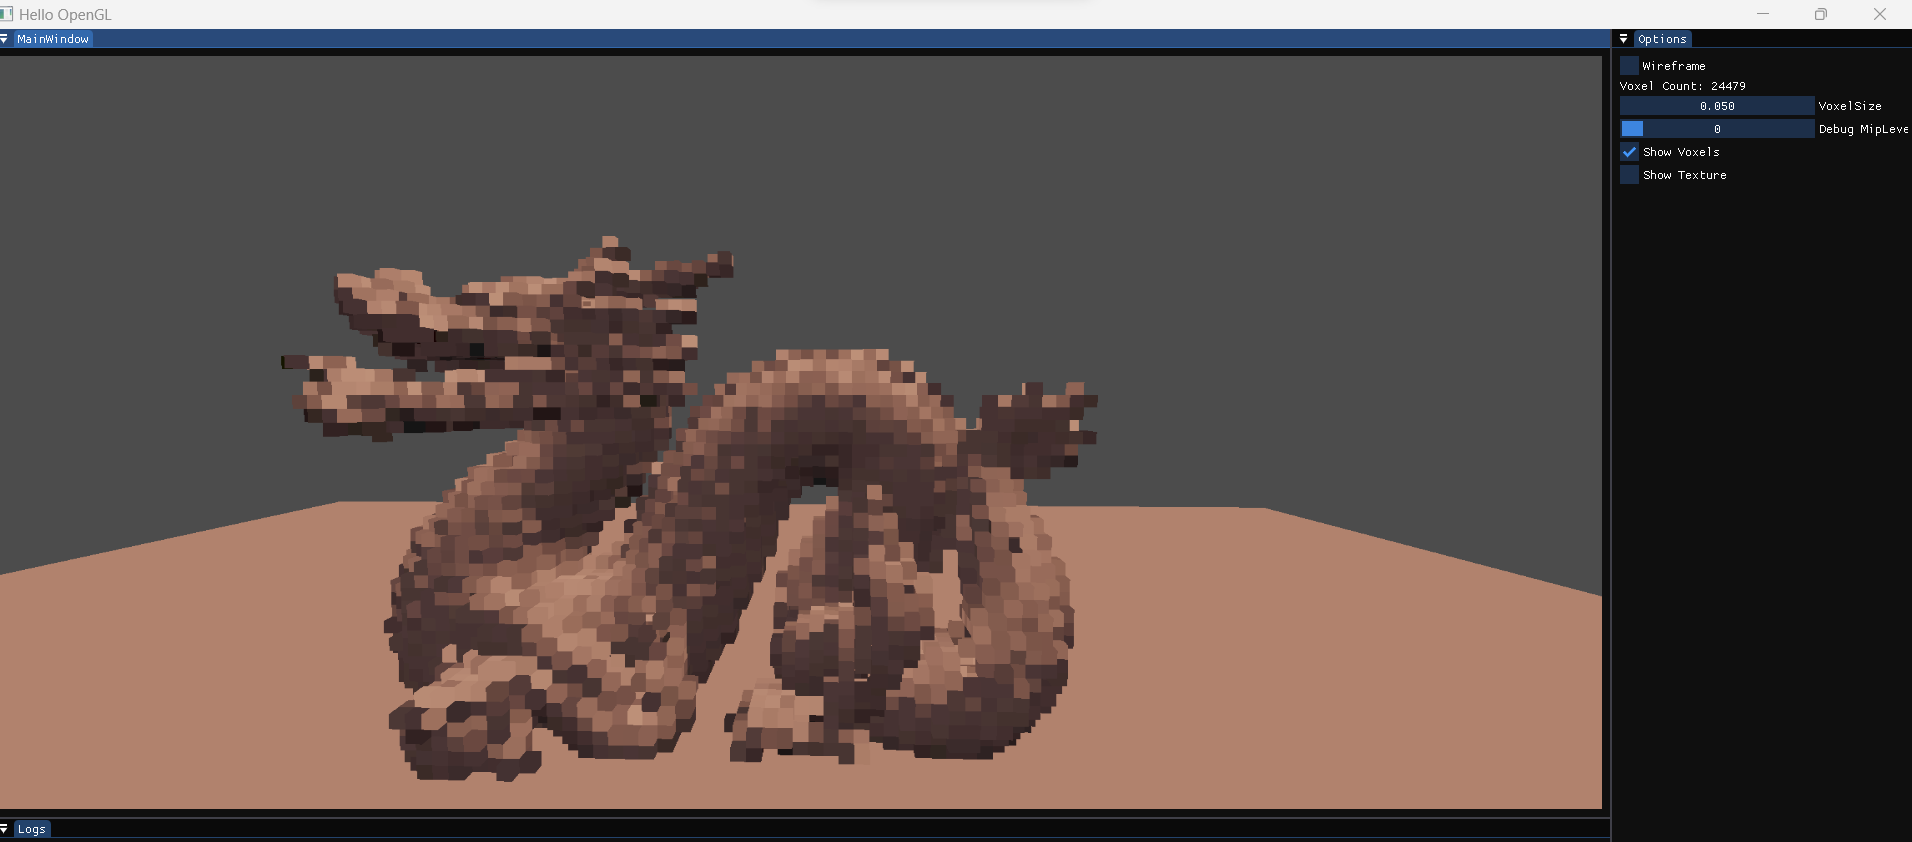 Hello OpenGL
MainWindow
Options
Wireframe
Voxel Count: 24479
0.050 VoxelSize
0 Debug MipLeve
Show Voxels
Show Texture
Logs